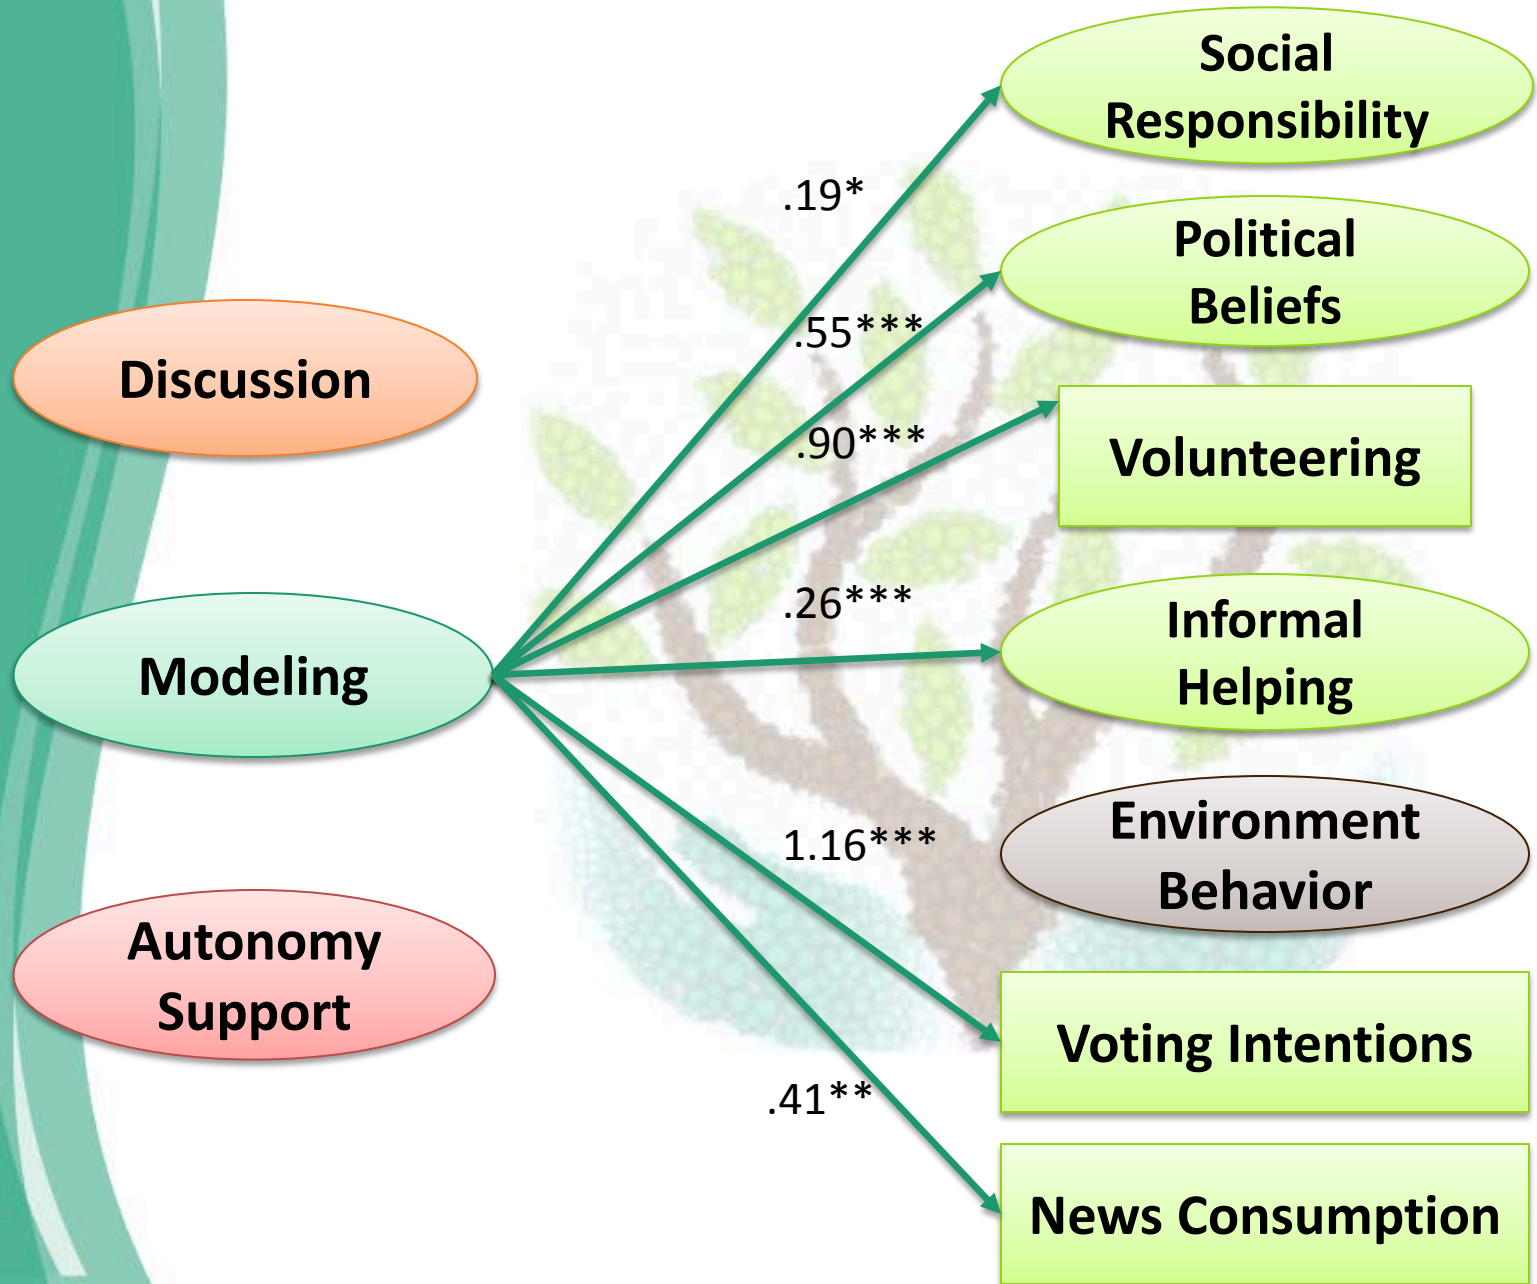 Discussion
Modeling
Autonomy
Support
.19*
.55***
.90***
.26***
1.16***
.41**
Social
Responsibility
Political
Beliefs
Volunteering
Informal
Helping
Environment
Behavior
Voting Intentions
News Consumption